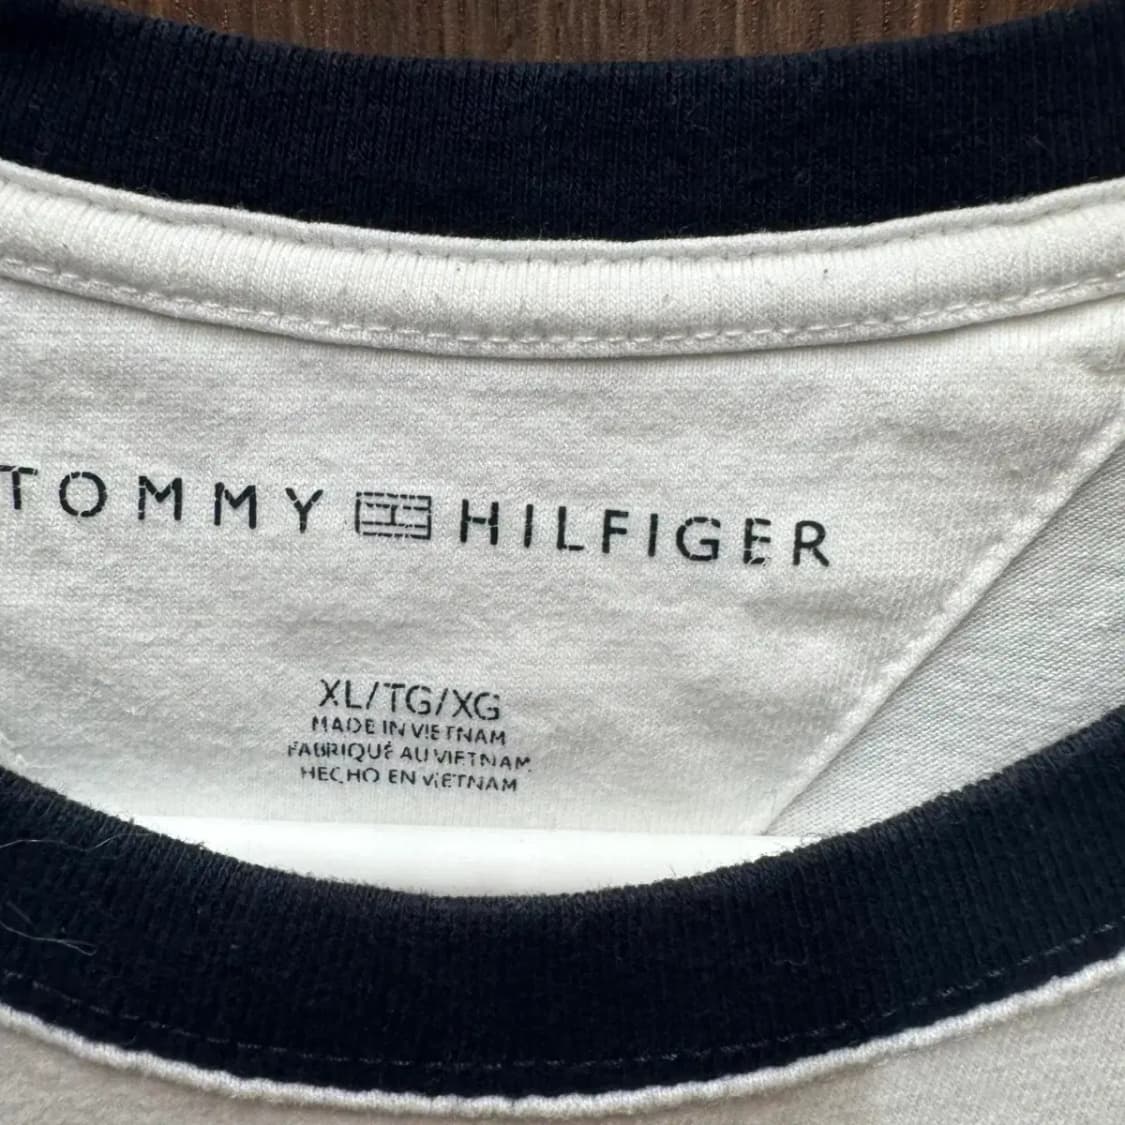 TOMMY HILFIGER
XL/TG/XG
MADE IN VIETNAM
FABRIQUÉ AU VIETNAM
HECHO EN VIETNAM